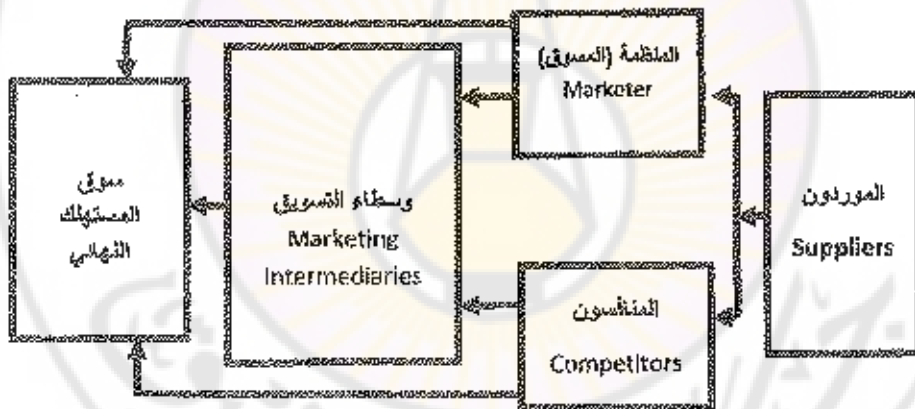 المنظمة (المسوق)
Marketer
الموردون
Suppliers
وسطاء التسويق
Marketing
Intermediaries
سوق
المستهلك
النهائي
المنافسون
Competitors